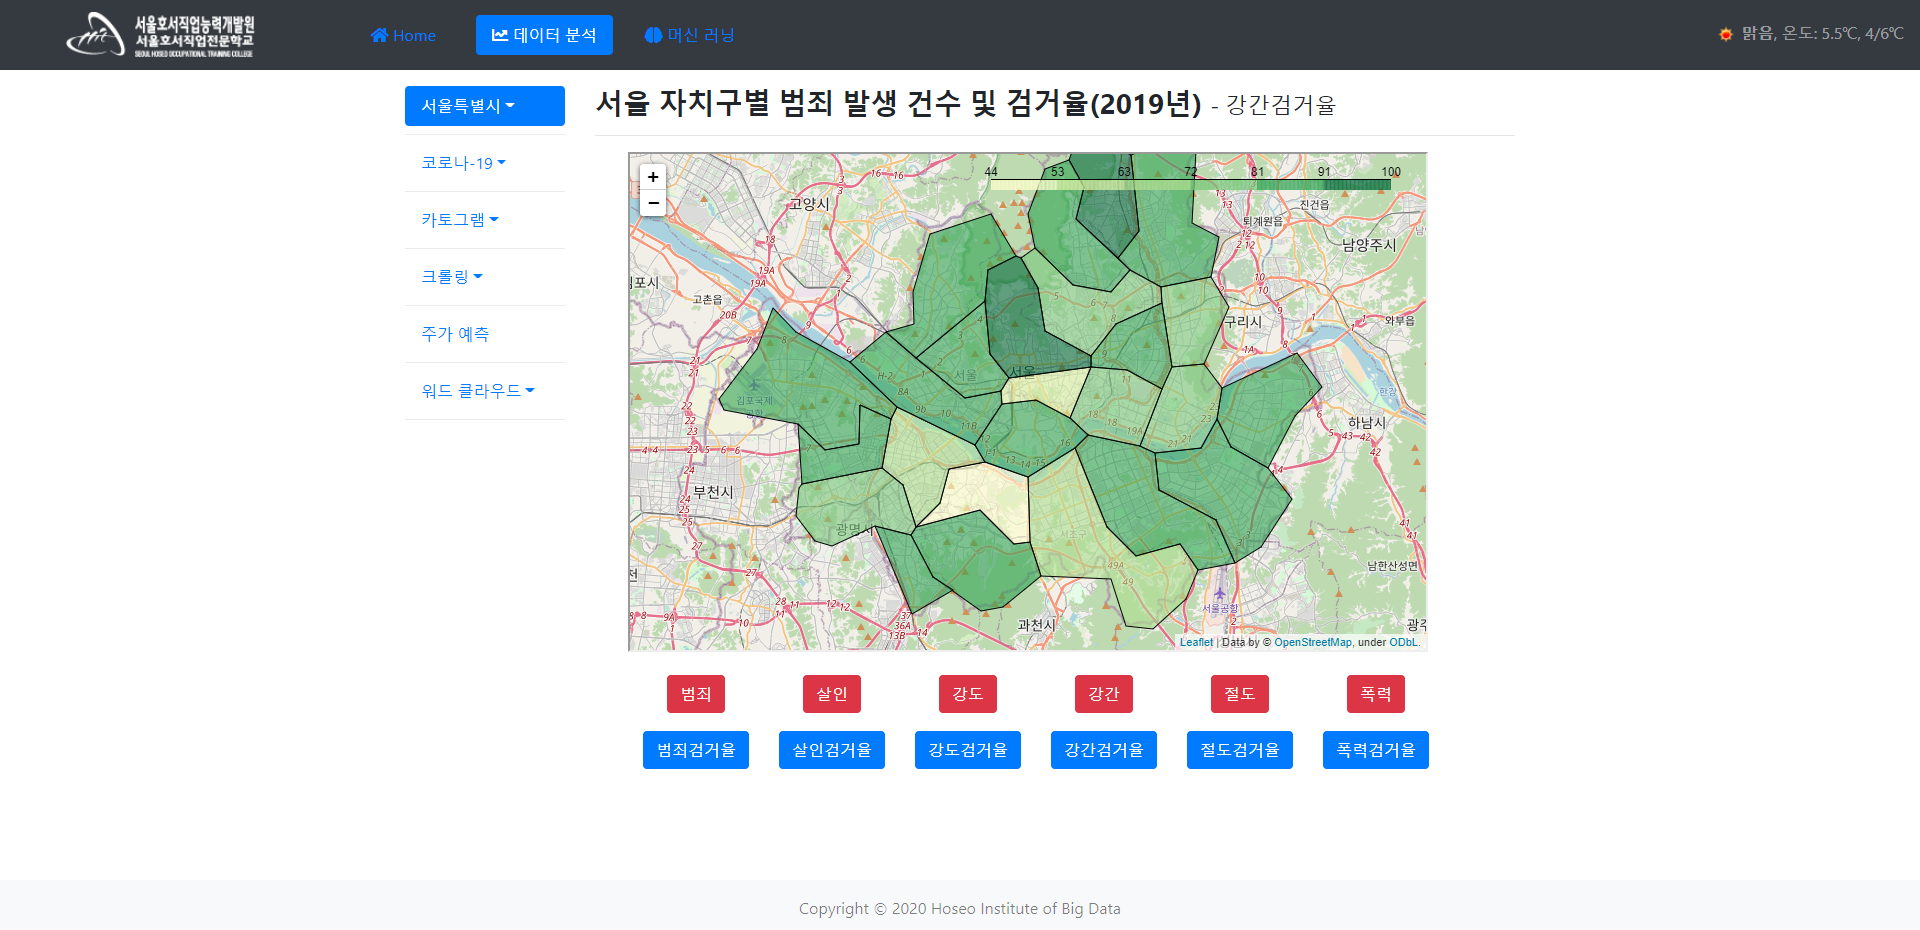 서울호서직업능력개발원
서울호서직업전문학교
SEOUL HOSEO OCCUPATIONAL TRAINING COLLEGE
Home
데이터 분석
머신 러닝
맑음, 온도: 5.5℃, 4/6℃
서울특별시
코로나-19
카토그램
크롤링
주가 예측
워드 클라우드
서울 자치구별 범죄 발생 건수 및 검거율(2019년) - 강간검거율
+
−
44 53 63 72 81 91 100
고양시
진건읍
퇴계원읍
남양주시
고촌읍
구리시
와부읍
서울
서울
김포국제
공항
한강
하남시
부천시
광명시
서초구
남한산성면
서울공항
과천시
Leaflet | Data by © OpenStreetMap, under ODbL.
범죄
살인
강도
강간
절도
폭력
범죄검거율
살인검거율
강도검거율
강간검거율
절도검거율
폭력검거율
Copyright © 2020 Hoseo Institute of Big Data